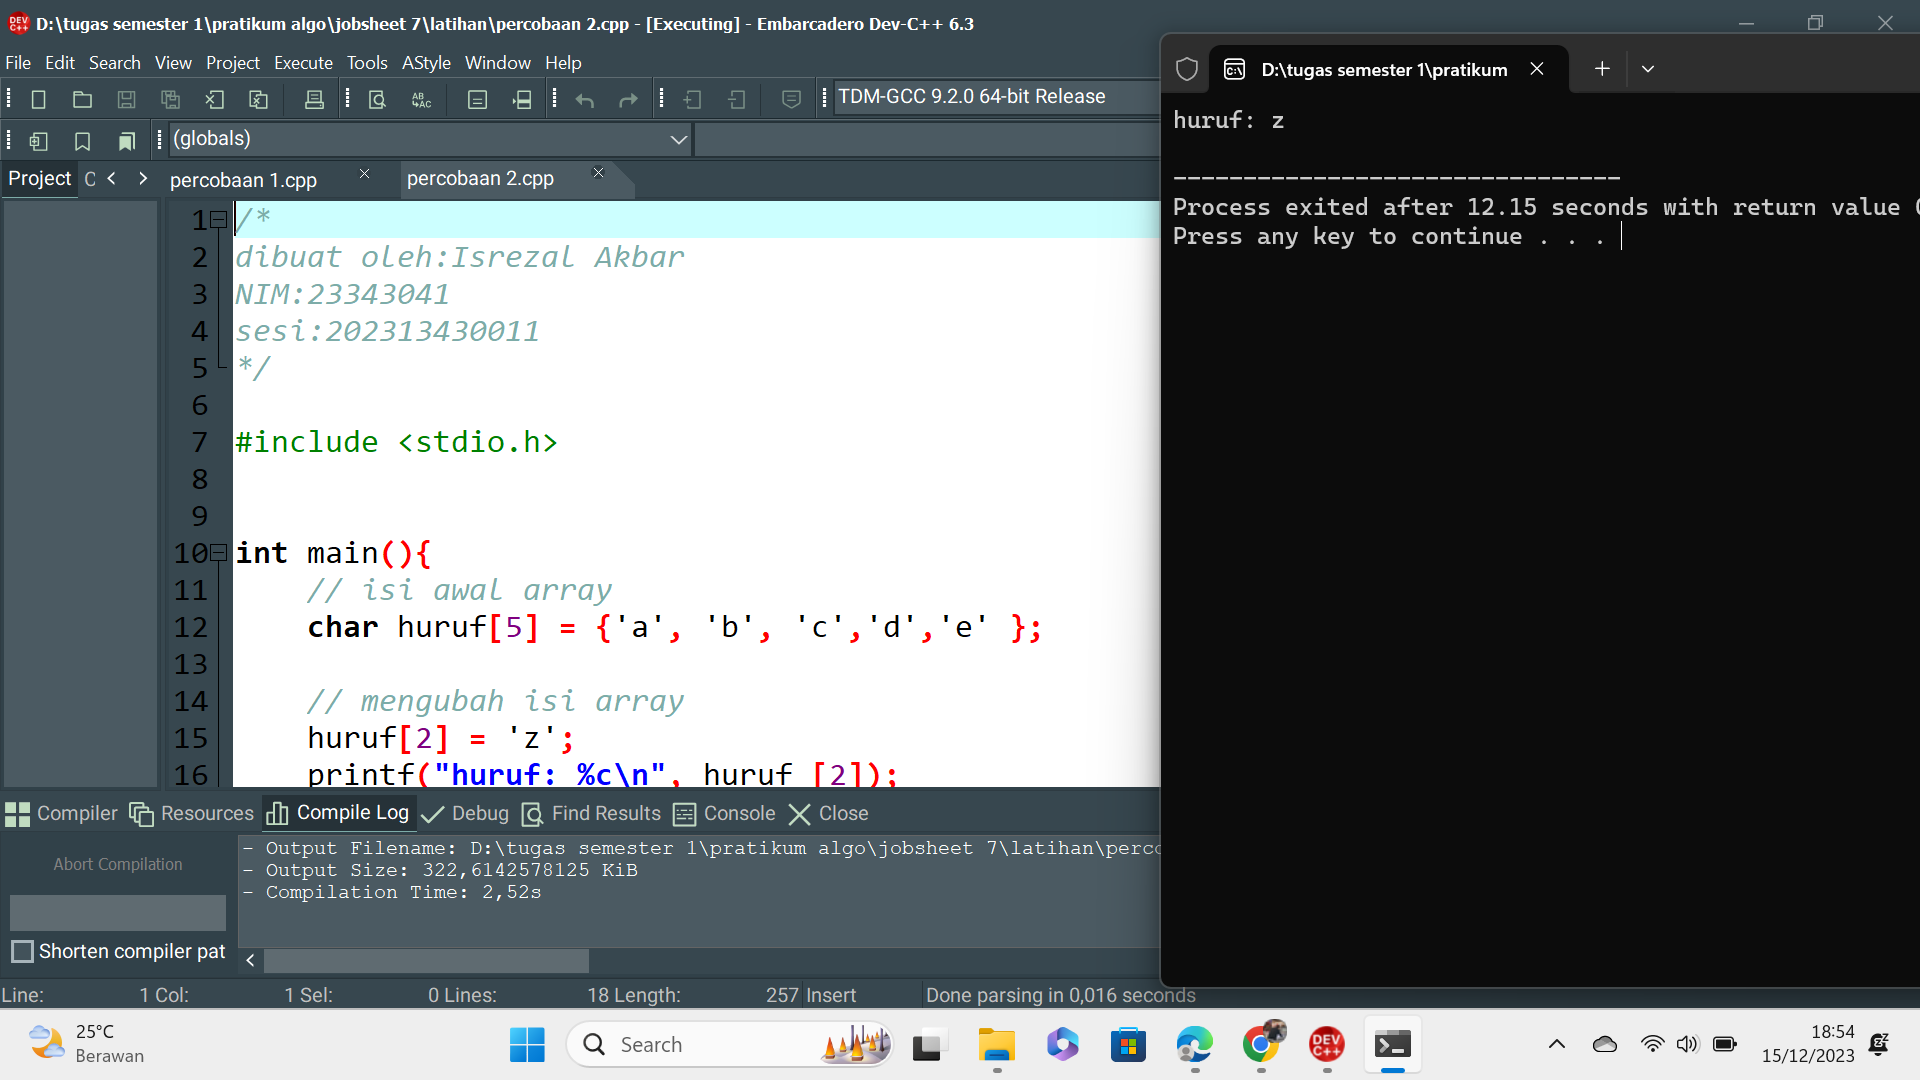 D:\tugas semester 1\pratikum algo\jobsheet 7\latihan\percobaan 2.cpp - [Executing] - Embarcadero Dev-C++ 6.3
File Edit Search View Project Execute Tools AStyle Window Help
TDM-GCC 9.2.0 64-bit Release
(globals)
Project
percobaan 1.cpp
percobaan 2.cpp
1 /*
2 dibuat oleh:Isrezal Akbar
3 NIM:23343041
4 sesi:202313430011
5 */
6
7 #include <stdio.h>
8
9
10 int main(){
11 // isi awal array
12 char huruf[5] = {'a', 'b', 'c','d','e' };
13
14 // mengubah isi array
15 huruf[2] = 'z';
16 printf("huruf: %c\n", huruf [2]);
Compiler Resources Compile Log Debug Find Results Console Close
Abort Compilation
Shorten compiler pat
- Output Filename: D:\tugas semester 1\pratikum algo\jobsheet 7\latihan\perco
- Output Size: 322,6142578125 KiB
- Compilation Time: 2,52s
Line: 1 Col: 1 Sel: 0 Lines: 18 Length: 257 Insert Done parsing in 0,016 seconds
D:\tugas semester 1\pratikum
huruf: z
--------------------------------
Process exited after 12.15 seconds with return value 0
Press any key to continue . . .
25°C
Berawan
Search
DEV C++
18:54
15/12/2023